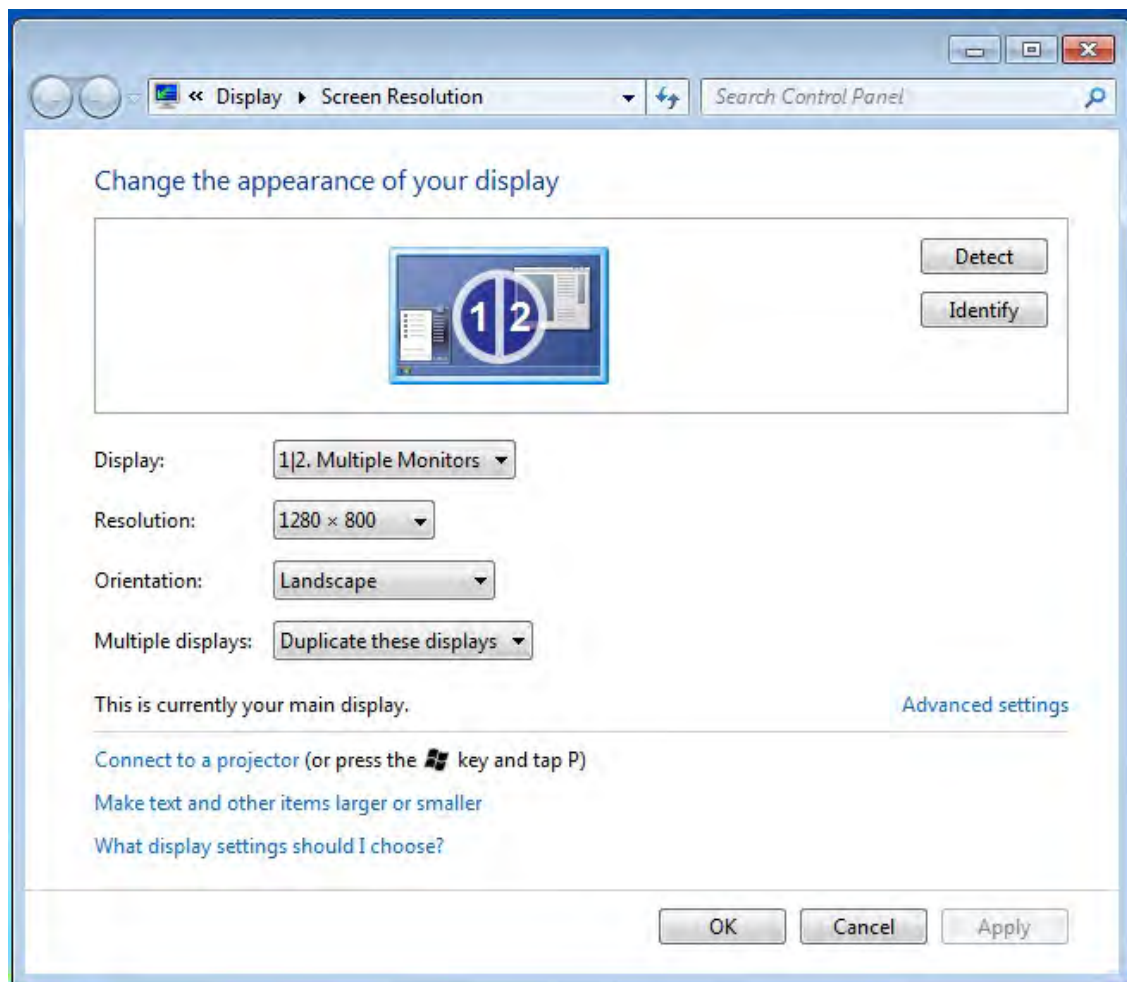 « Display ▸ Screen Resolution
Search Control Panel
Change the appearance of your display
1 2
Detect
Identify
Display: 1|2. Multiple Monitors
Resolution: 1280 × 800
Orientation: Landscape
Multiple displays: Duplicate these displays
This is currently your main display. Advanced settings
Connect to a projector (or press the key and tap P)
Make text and other items larger or smaller
What display settings should I choose?
OK Cancel Apply